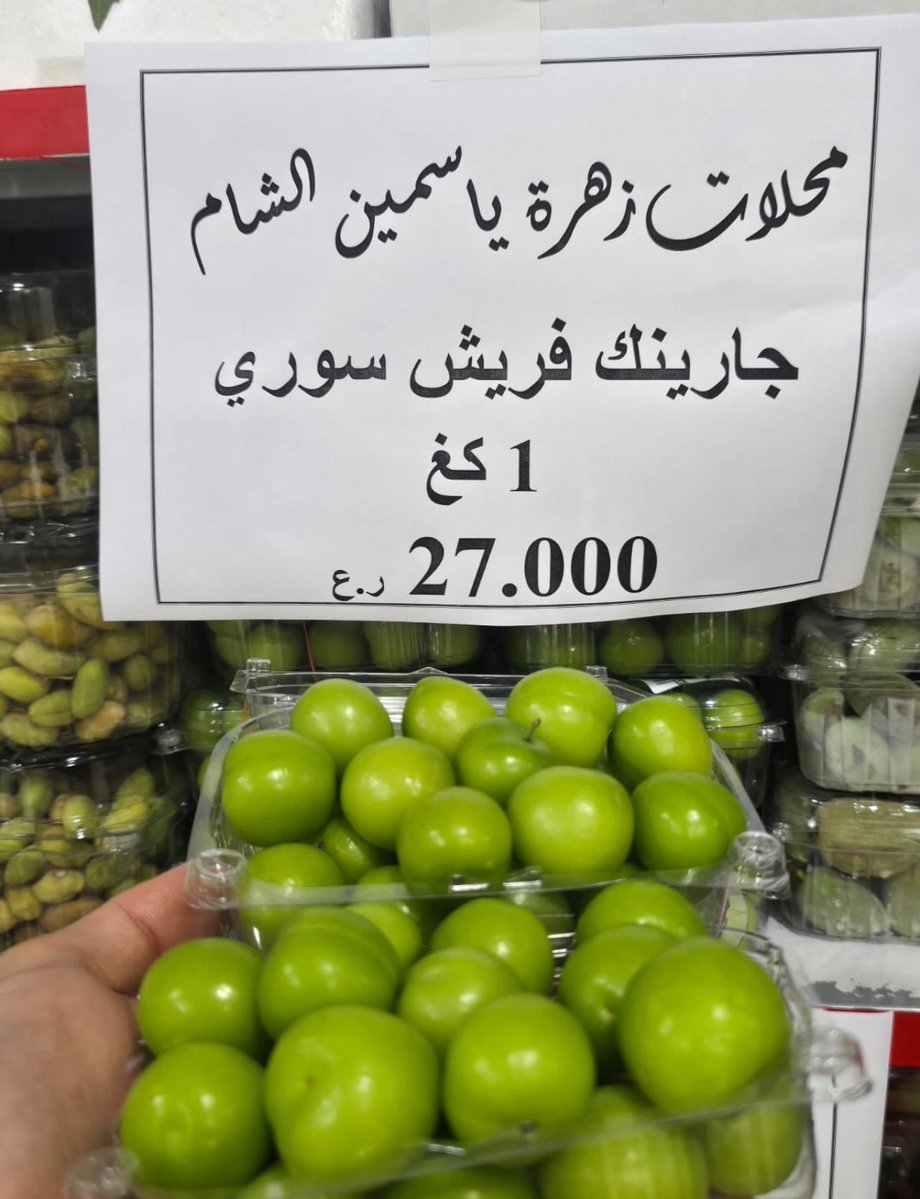 محلات زهرة ياسمين الشام
جارينك فريش سوري
1 كغ
27.000 ر.ع